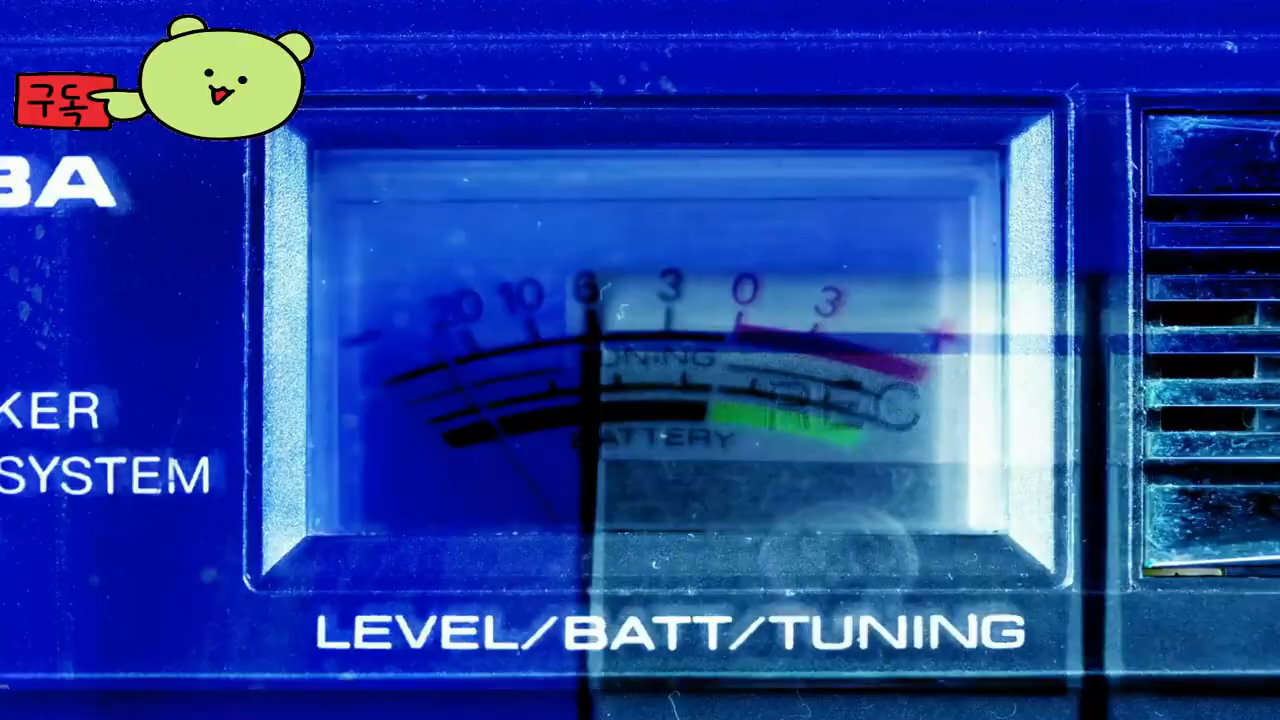 구독
BA
20 10 6 3 0 3 +
TUNING
REC
BATTERY
KER
SYSTEM
LEVEL/BATT/TUNING